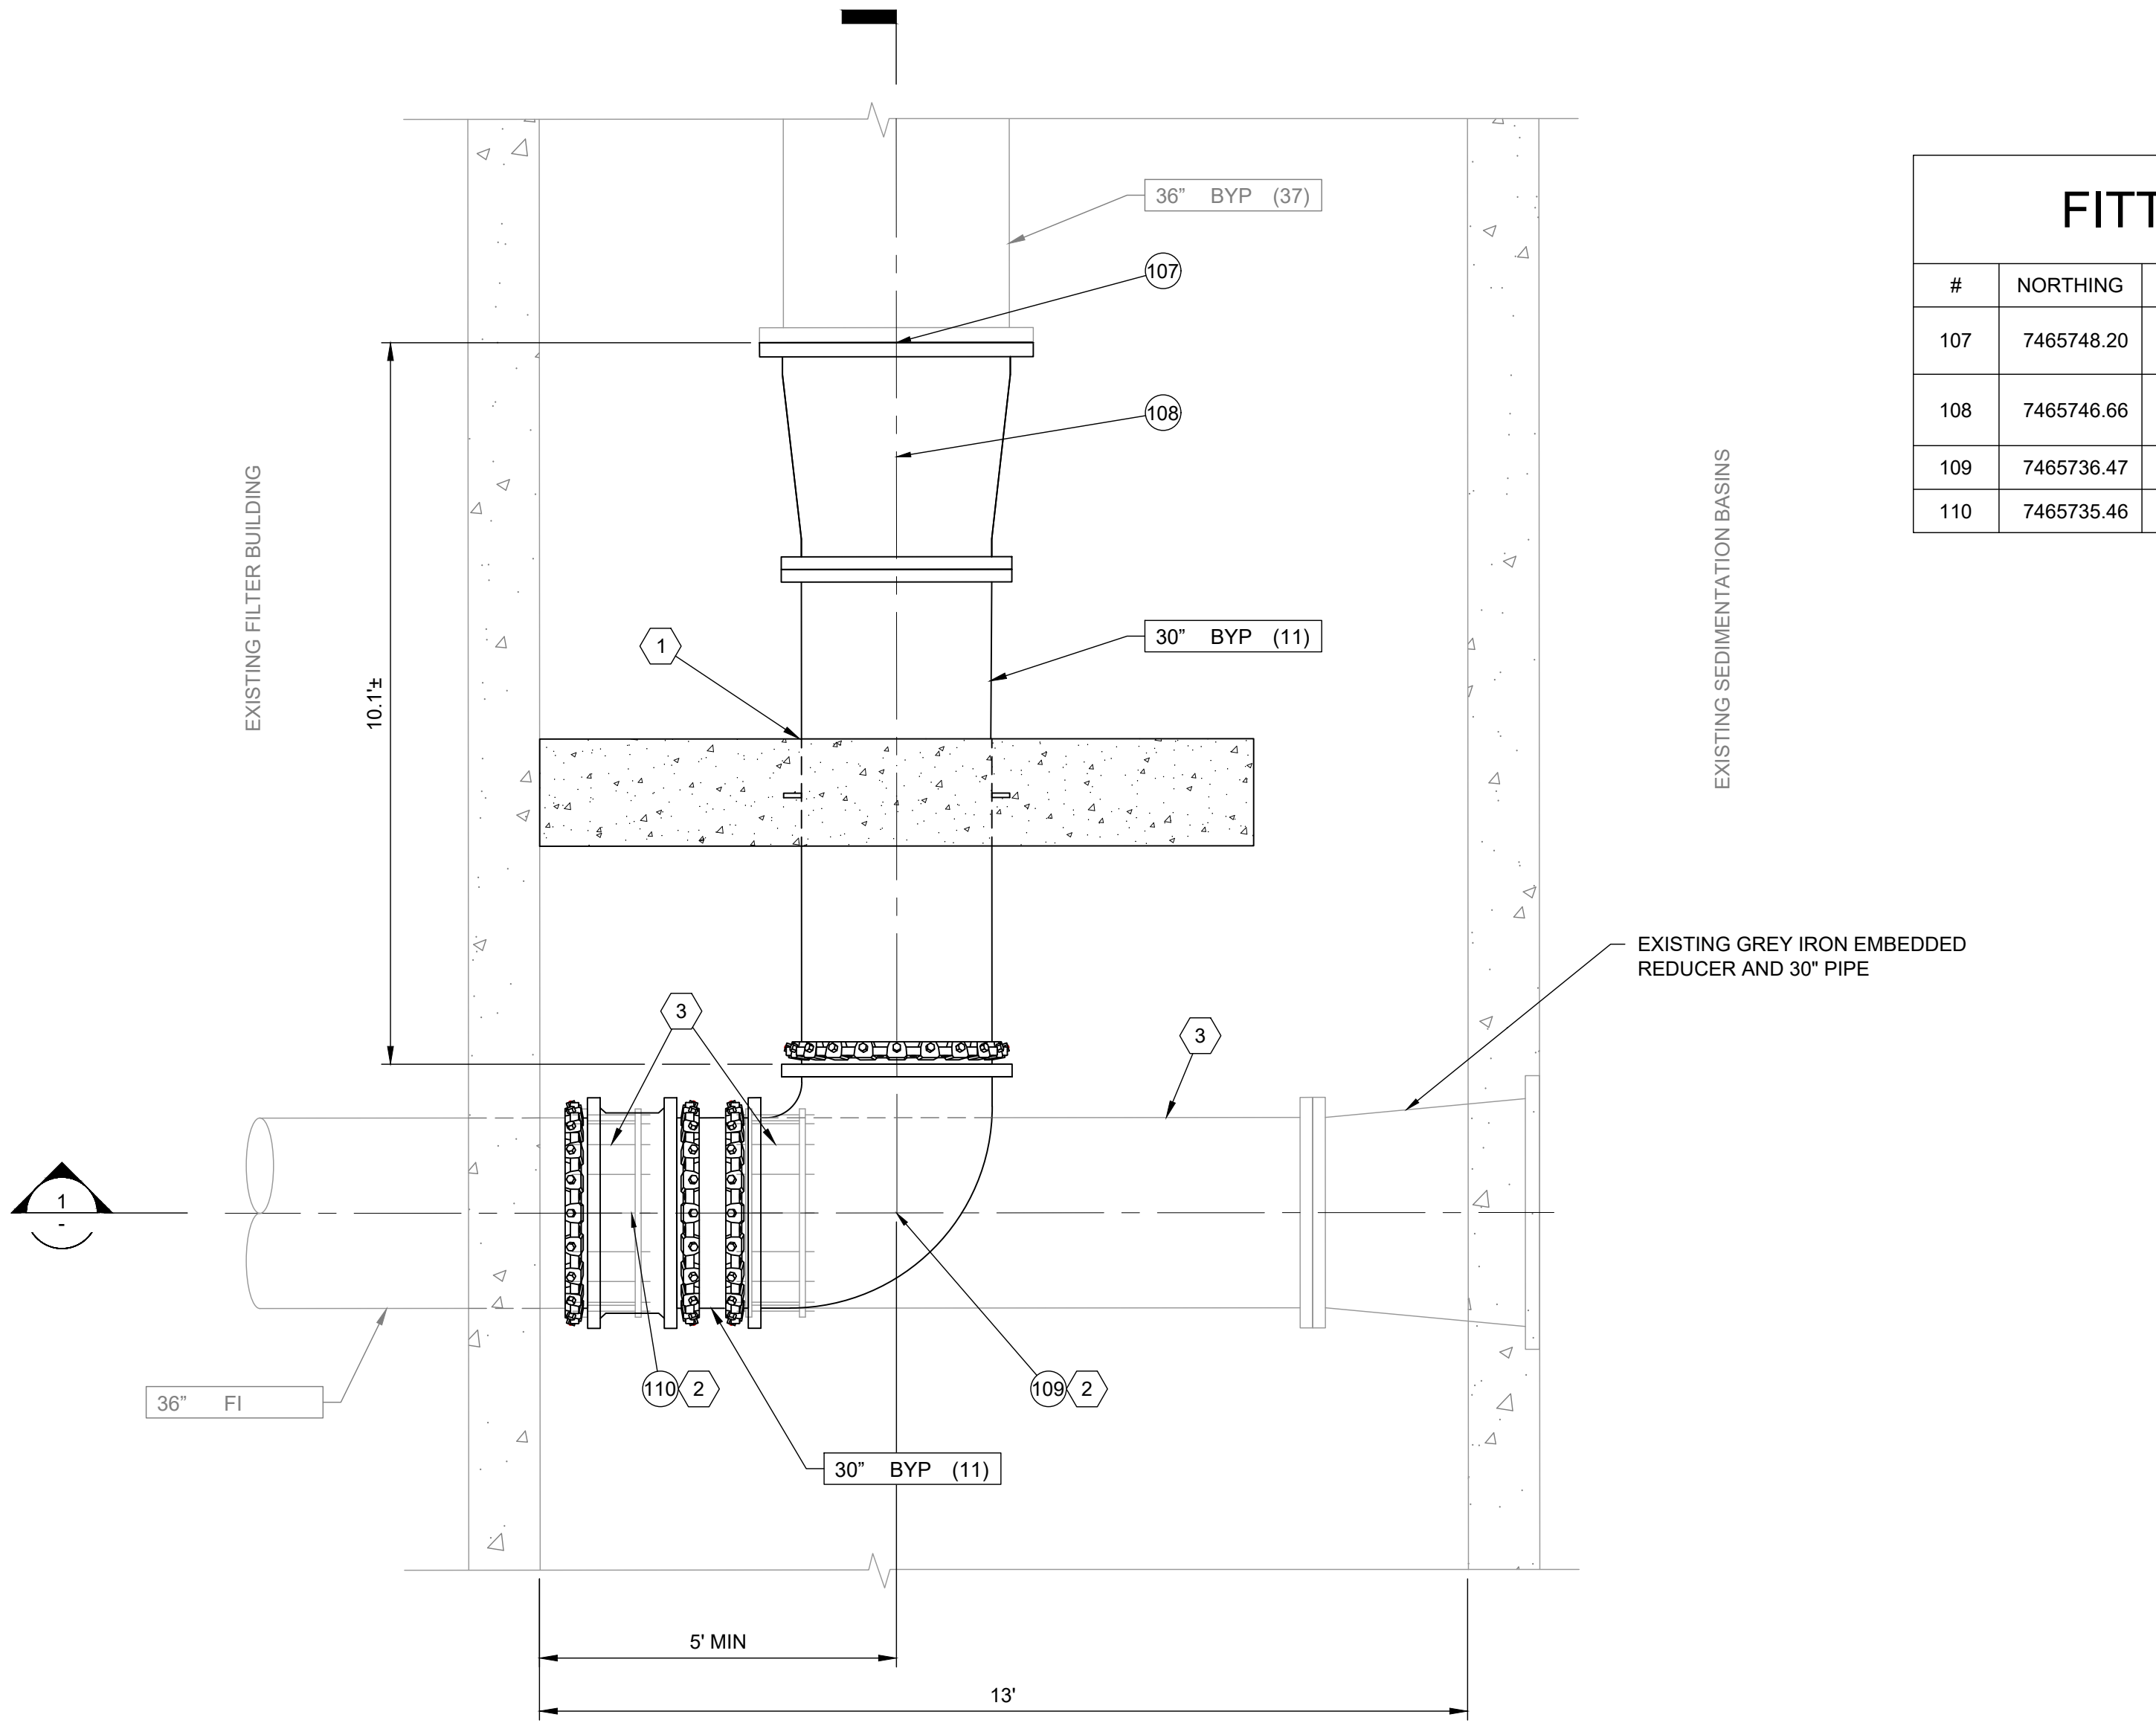 36” BYP (37)
107
108
EXISTING FILTER BUILDING
EXISTING SEDIMENTATION BASINS
30” BYP (11)
1
10.1'±
EXISTING GREY IRON EMBEDDED
REDUCER AND 30" PIPE
3
3
1
-
110 2
109 2
36” FI
30” BYP (11)
5' MIN
13'
FITT
# NORTHING
107 7465748.20
108 7465746.66
109 7465736.47
110 7465735.46